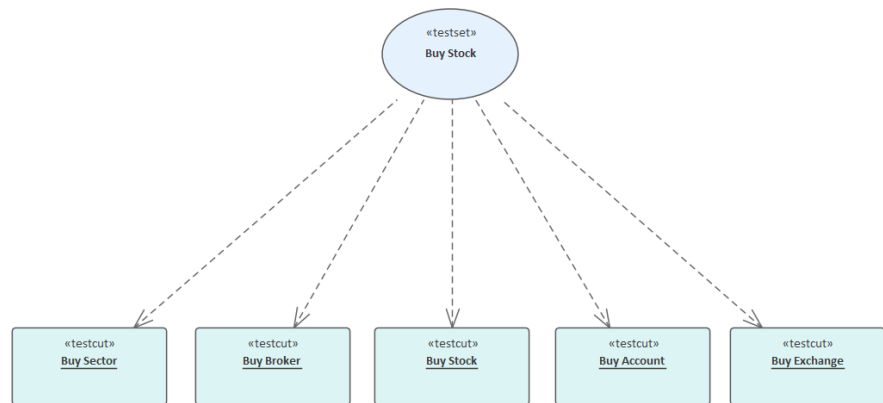 «testset»
Buy Stock
«testcut»
Buy Sector
«testcut»
Buy Broker
«testcut»
Buy Stock
«testcut»
Buy Account
«testcut»
Buy Exchange